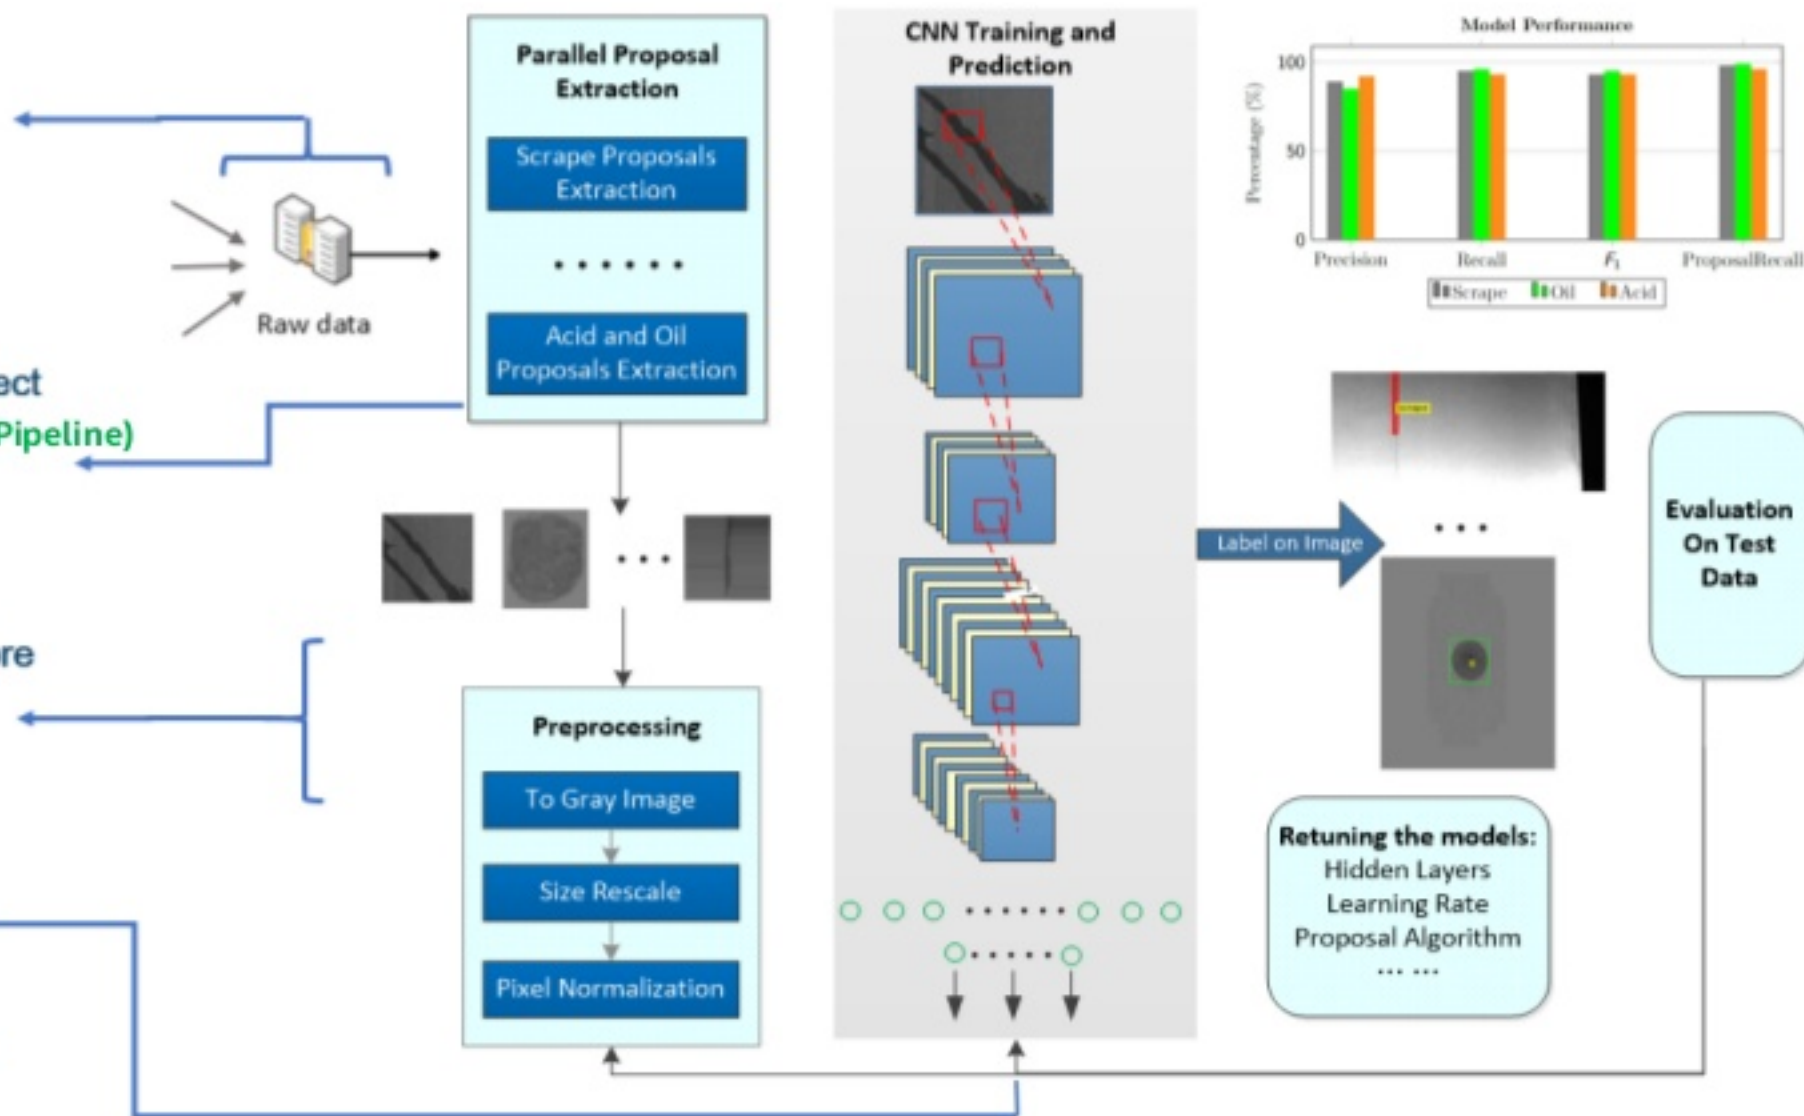 Parallel Proposal
Extraction
Scrape Proposals
Extraction
Acid and Oil
Proposals Extraction
Raw data
ect
Pipeline)
re
Preprocessing
To Gray Image
Size Rescale
Pixel Normalization
CNN Training and
Prediction
Label on Image
Model Performance
Percentage (%)
100
50
0
Precision Recall F1 ProposalRecall
Scrape Oil Acid
Evaluation
On Test
Data
Retuning the models:
Hidden Layers
Learning Rate
Proposal Algorithm
... ...